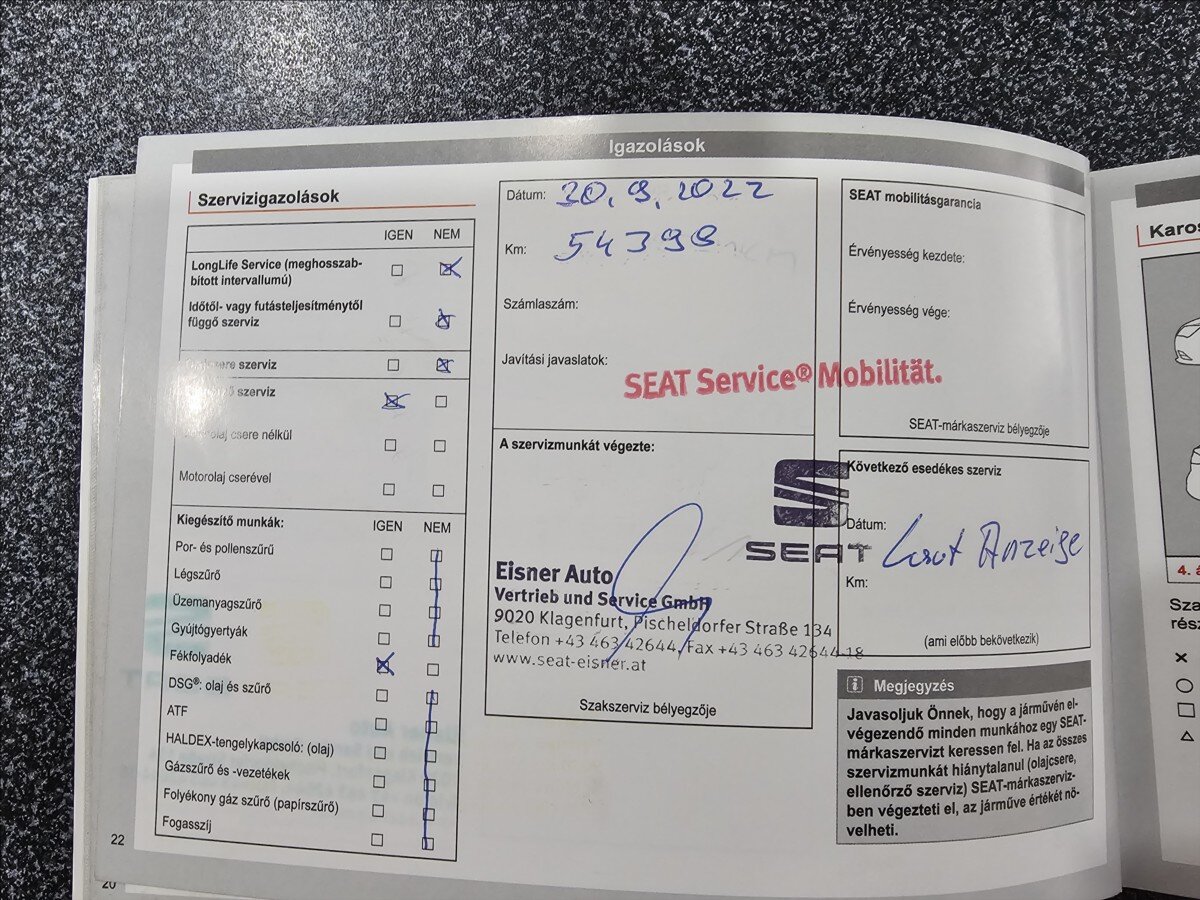 Igazolások
Szervizigazolások
IGEN NEM
LongLife Service (meghosszab-
bított intervallumú)
Időtől- vagy futásteljesítménytől
függő szerviz
szerviz
szerviz
csere nélkül
Motorolaj cserével
Kiegészítő munkák: IGEN NEM
Por- és pollenszűrő
Légszűrő
Üzemanyagszűrő
Gyújtógyertyák
Fékfolyadék
DSG®: olaj és szűrő
ATF
HALDEX-tengelykapcsoló: (olaj)
Gázszűrő és -vezetékek
Folyékony gáz szűrő (papírszűrő)
Fogasszíj
22
20
Dátum: 30.9.2022
Km: 54398
Számlaszám:
Javítási javaslatok:
SEAT Service® Mobilität.
A szervizmunkát végezte:
SEAT
Eisner Auto
Vertrieb und Service GmbH
9020 Klagenfurt, Pischeldorfer Straße 134
Telefon +43 463 42644, Fax +43 463 42644-18
www.seat-eisner.at
Szakszerviz bélyegzője
SEAT mobilitásgarancia
Érvényesség kezdete:
Érvényesség vége:
SEAT-márkaszerviz bélyegzője
Következő esedékes szerviz
Dátum: Laut Anzeige
Km:
(ami előbb bekövetkezik)
i Megjegyzés
Javasoljuk Önnek, hogy a járművén el-
végezendő minden munkához egy SEAT-
márkaszervizt keressen fel. Ha az összes
szervizmunkát hiánytalanul (olajcsere,
ellenőrző szerviz) SEAT-márkaszerviz-
ben végezteti el, az járműve értékét nö-
velheti.
Karos
4. á
Sza
rész